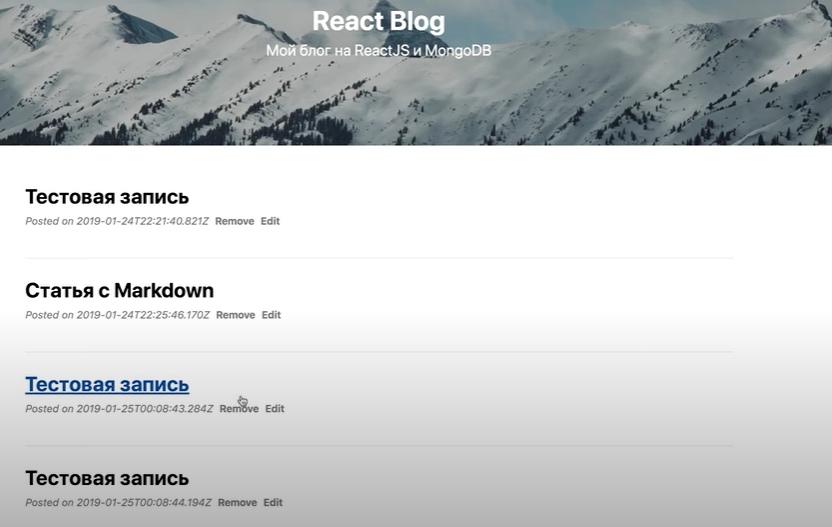 React Blog
Мой блог на ReactJS и MongoDB
Тестовая запись
Posted on 2019-01-24T22:21:40.821Z Remove Edit
Статья с Markdown
Posted on 2019-01-24T22:25:46.170Z Remove Edit
Тестовая запись
Posted on 2019-01-25T00:08:43.284Z Remove Edit
Тестовая запись
Posted on 2019-01-25T00:08:44.194Z Remove Edit